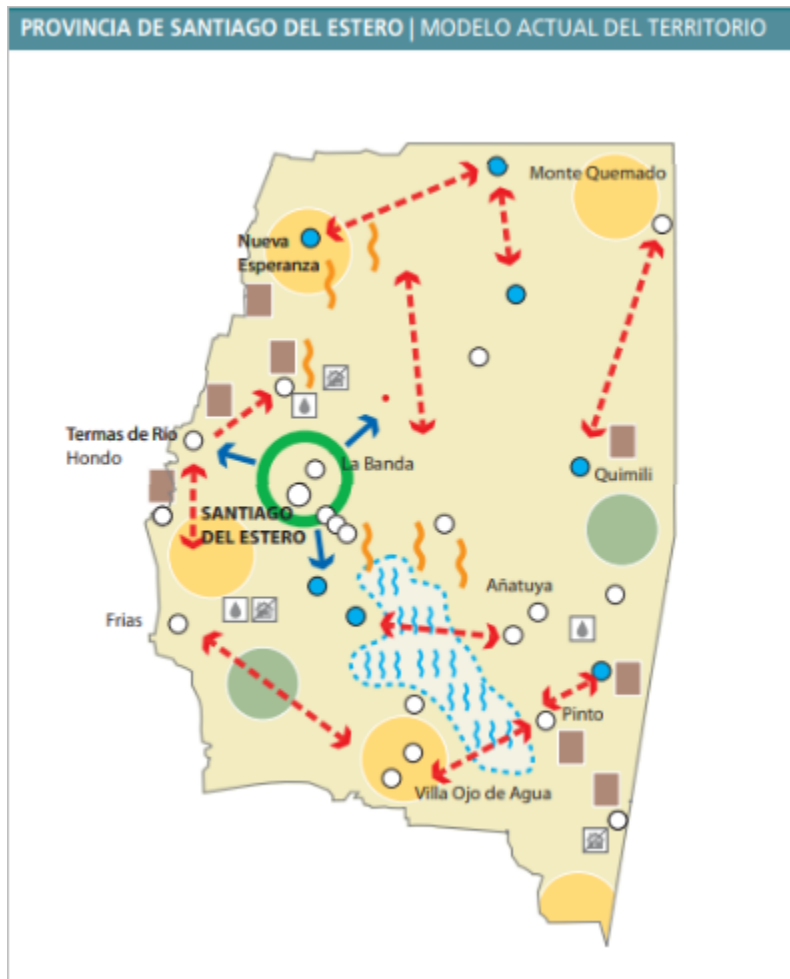 PROVINCIA DE SANTIAGO DEL ESTERO | MODELO ACTUAL DEL TERRITORIO
Monte Quemado
Nueva
Esperanza
Termas de Río
Hondo
La Banda
Quimili
SANTIAGO
DEL ESTERO
Añatuya
Frias
Pinto
Villa Ojo de Agua